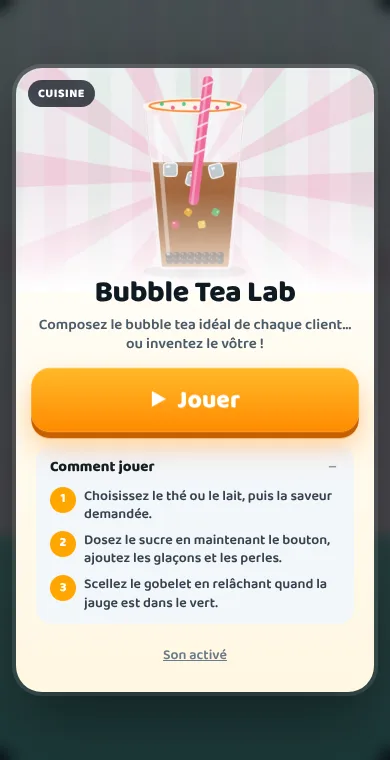 CUISINE
Bubble Tea Lab
Composez le bubble tea idéal de chaque client...
ou inventez le vôtre !
Jouer
Comment jouer
1 Choisissez le thé ou le lait, puis la saveur
demandée.
2 Dosez le sucre en maintenant le bouton,
ajoutez les glaçons et les perles.
3 Scellez le gobelet en relâchant quand la
jauge est dans le vert.
Son activé